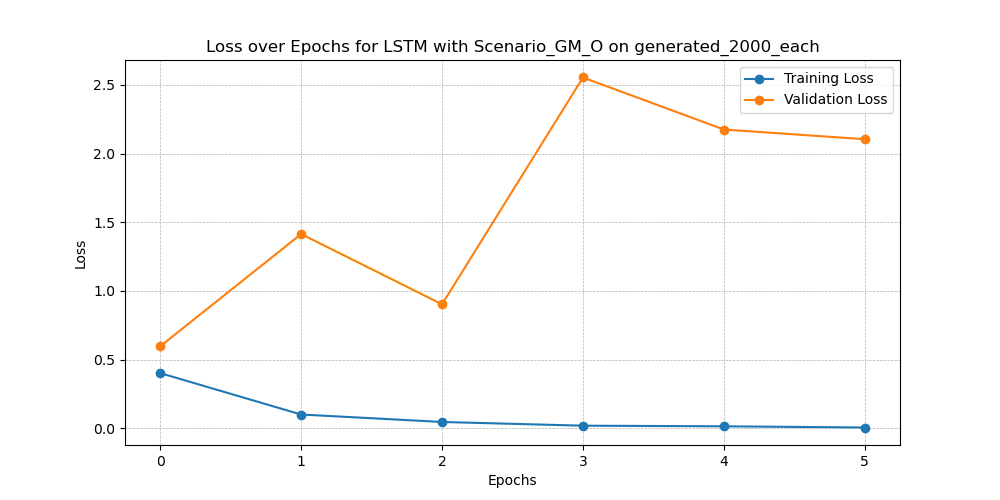 Loss over Epochs for LSTM with Scenario_GM_O on generated_2000_each
Training Loss
Validation Loss
2.5
2.0
1.5
1.0
0.5
0.0
Loss
0 1 2 3 4 5
Epochs